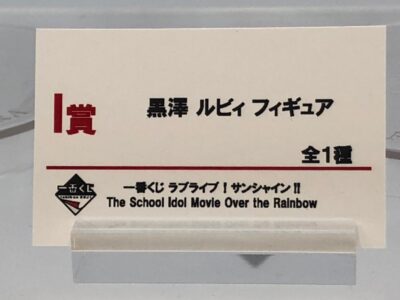 I賞
黒澤 ルビィ フィギュア
全1種
一番くじ
一番くじ ラブライブ！サンシャイン!!
The School Idol Movie Over the Rainbow